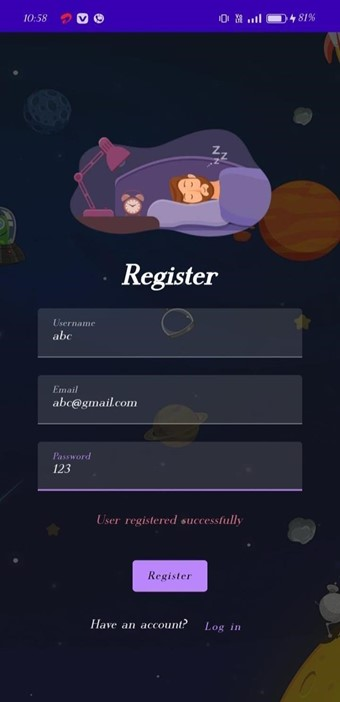 10:58
81%
Z Z Z
Register
Username
abc
Email
abc@gmail.com
Password
123
User registered successfully
Register
Have an account? Log in